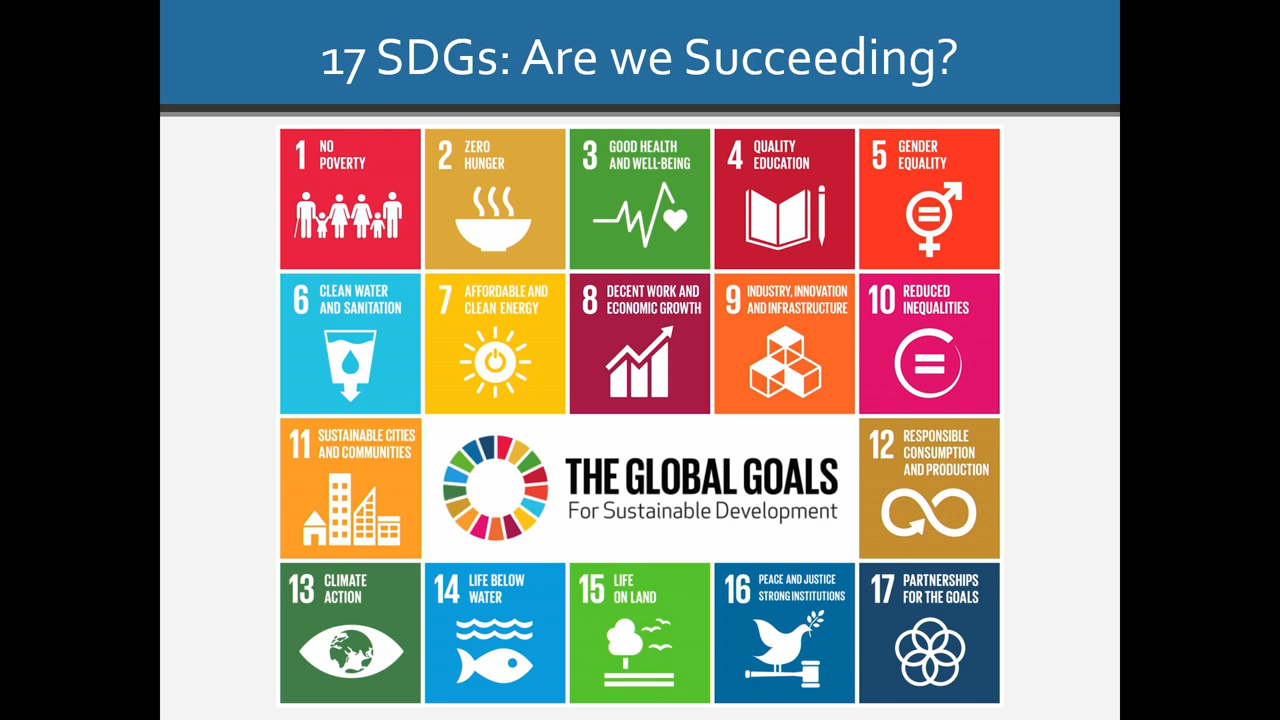 17 SDGs: Are we Succeeding?
1 NO
POVERTY
2 ZERO
HUNGER
3 GOOD HEALTH
AND WELL-BEING
4 QUALITY
EDUCATION
5 GENDER
EQUALITY
6 CLEAN WATER
AND SANITATION
7 AFFORDABLE AND
CLEAN ENERGY
8 DECENT WORK AND
ECONOMIC GROWTH
9 INDUSTRY, INNOVATION
AND INFRASTRUCTURE
10 REDUCED
INEQUALITIES
11 SUSTAINABLE CITIES
AND COMMUNITIES
THE GLOBAL GOALS
For Sustainable Development
12 RESPONSIBLE
CONSUMPTION
AND PRODUCTION
13 CLIMATE
ACTION
14 LIFE BELOW
WATER
15 LIFE
ON LAND
16 PEACE AND JUSTICE
STRONG INSTITUTIONS
17 PARTNERSHIPS
FOR THE GOALS